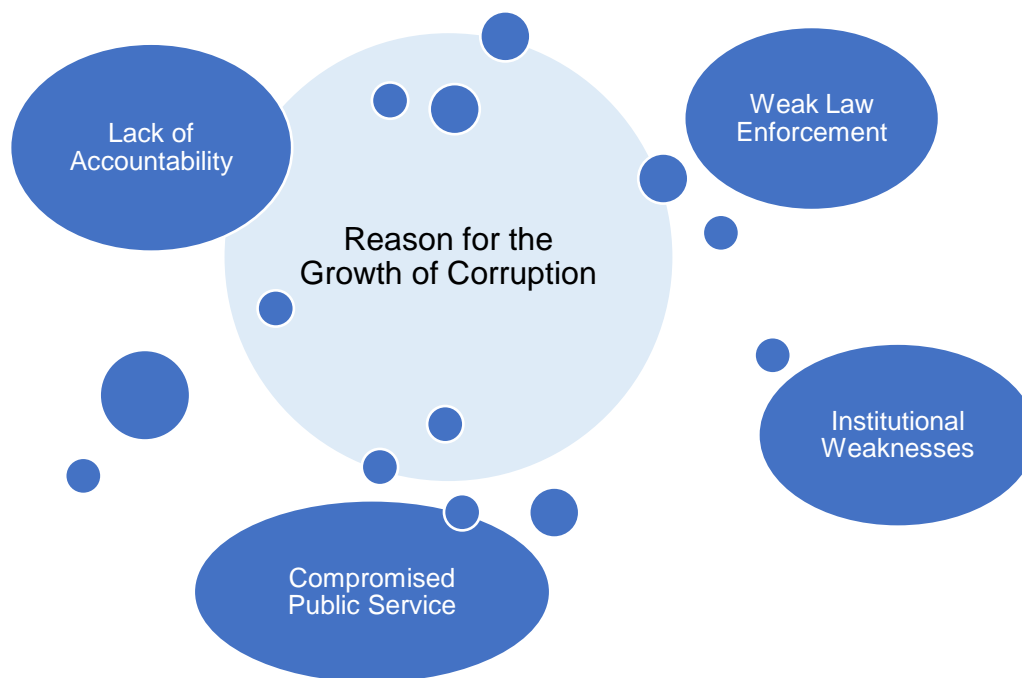 Lack of
Accountability
Weak Law
Enforcement
Reason for the
Growth of Corruption
Institutional
Weaknesses
Compromised
Public Service